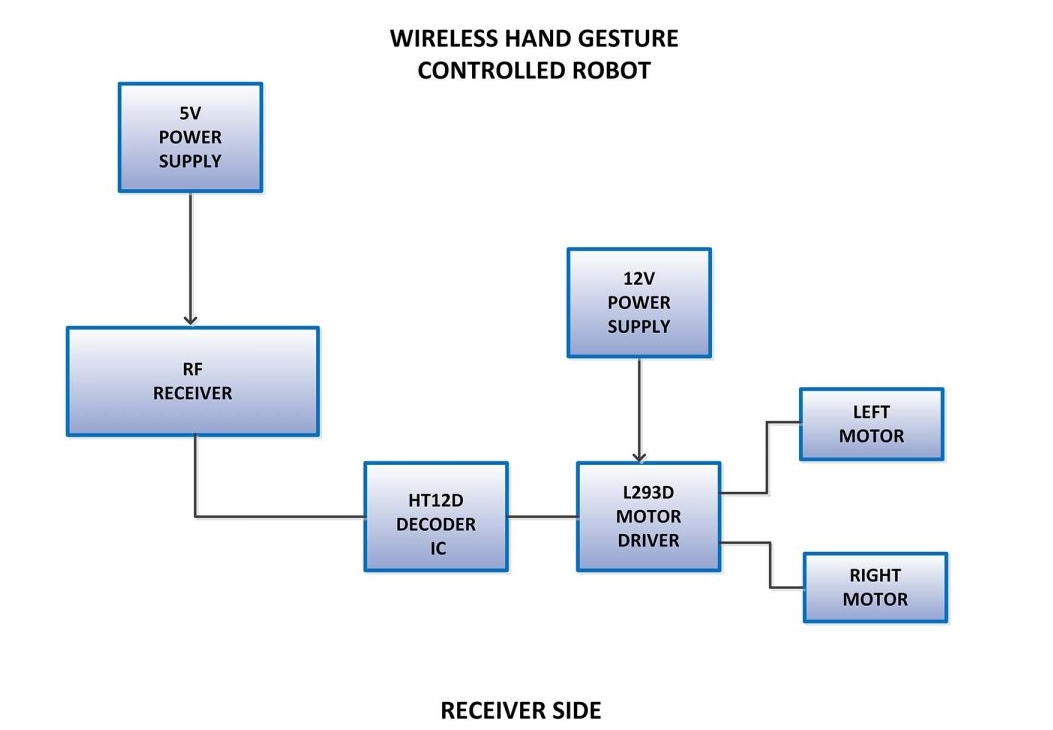 WIRELESS HAND GESTURE
CONTROLLED ROBOT
5V
POWER
SUPPLY
12V
POWER
SUPPLY
RF
RECEIVER
LEFT
MOTOR
HT12D
DECODER
IC
L293D
MOTOR
DRIVER
RIGHT
MOTOR
RECEIVER SIDE